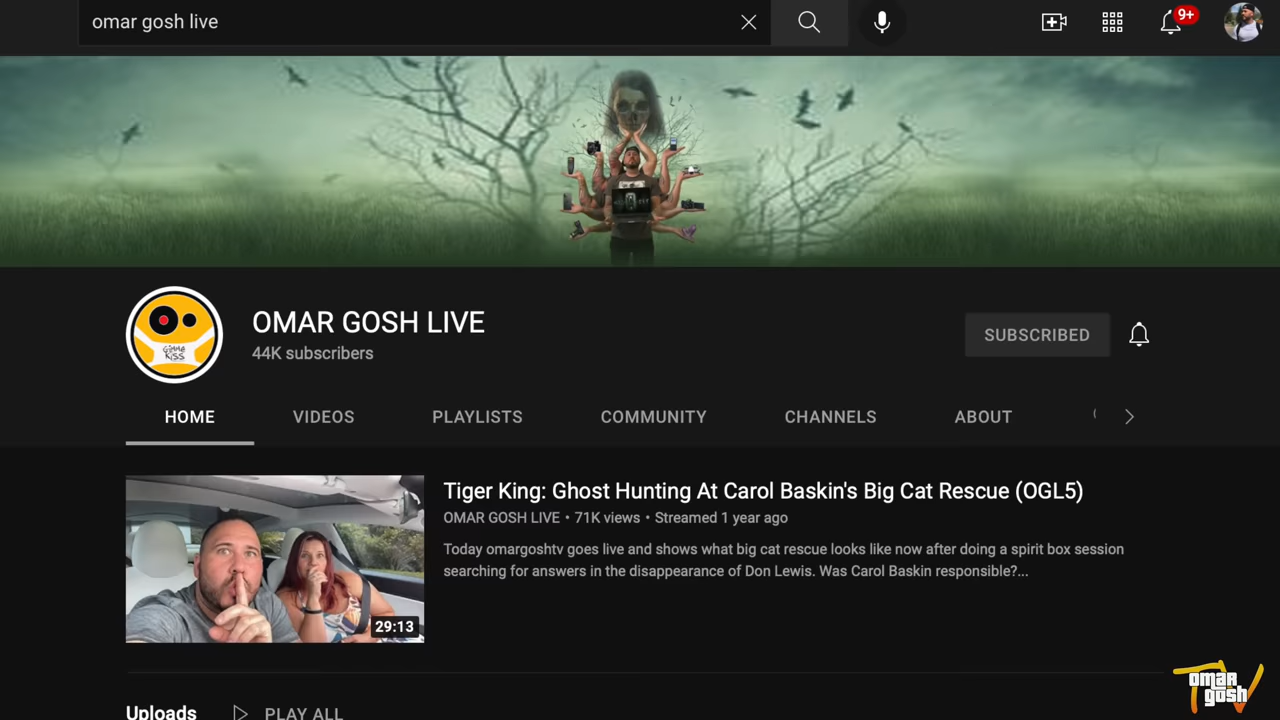 omar gosh live
9+
GIMME
KISS
OMAR GOSH LIVE
44K subscribers
SUBSCRIBED
HOME VIDEOS PLAYLISTS COMMUNITY CHANNELS ABOUT
Tiger King: Ghost Hunting At Carol Baskin's Big Cat Rescue (OGL5)
OMAR GOSH LIVE • 71K views • Streamed 1 year ago
Today omargoshtv goes live and shows what big cat rescue looks like now after doing a spirit box session
searching for answers in the disappearance of Don Lewis. Was Carol Baskin responsible?...
29:13
Uploads PLAY ALL
OMAR
GOSH
TV